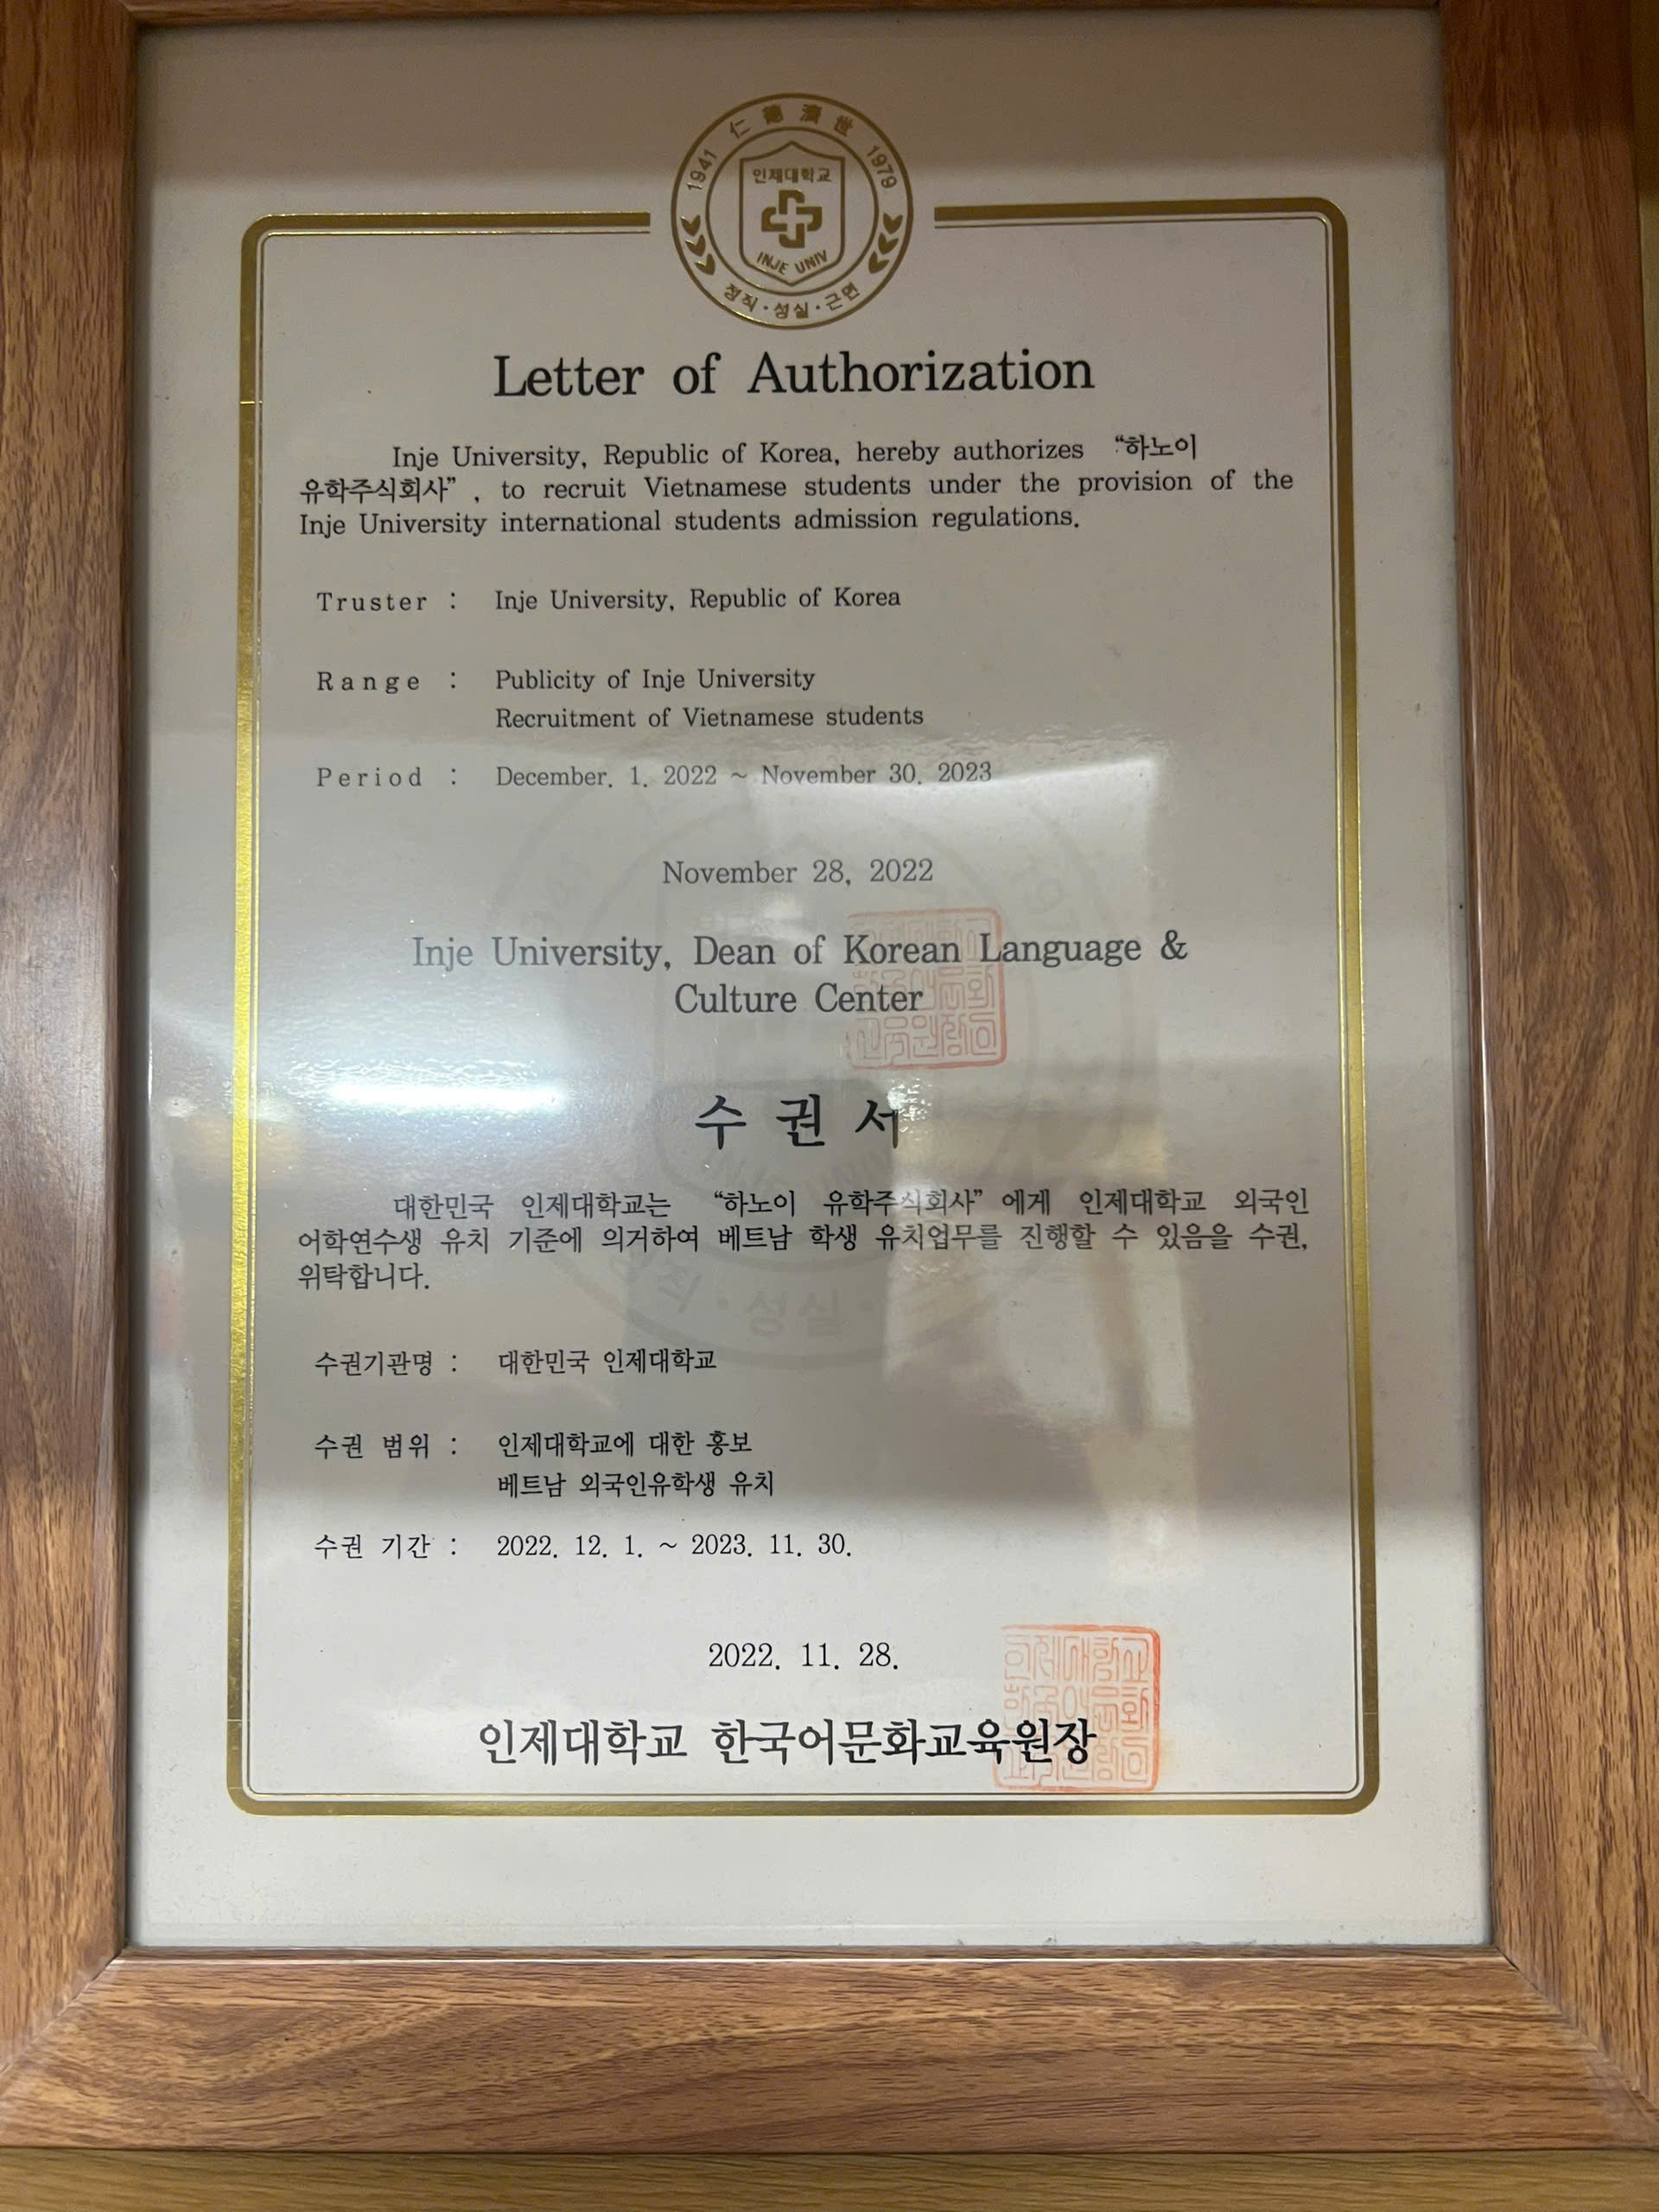 1941 仁德濟世 1979
인제대학교
INJE UNIV
정직·성실·근면
Letter of Authorization
Inje University, Republic of Korea, hereby authorizes “하노이
유학주식회사”, to recruit Vietnamese students under the provision of the
Inje University international students admission regulations.
Truster : Inje University, Republic of Korea
Range : Publicity of Inje University
Recruitment of Vietnamese students
Period : December. 1. 2022 ~ November 30. 2023
November 28, 2022
Inje University, Dean of Korean Language &
Culture Center
수권서
대한민국 인제대학교는 “하노이 유학주식회사”에게 인제대학교 외국인
어학연수생 유치 기준에 의거하여 베트남 학생 유치업무를 진행할 수 있음을 수권,
위탁합니다.
수권기관명 : 대한민국 인제대학교
수권 범위 : 인제대학교에 대한 홍보
베트남 외국인유학생 유치
수권 기간 : 2022. 12. 1. ~ 2023. 11. 30.
2022. 11. 28.
인제대학교 한국어문화교육원장